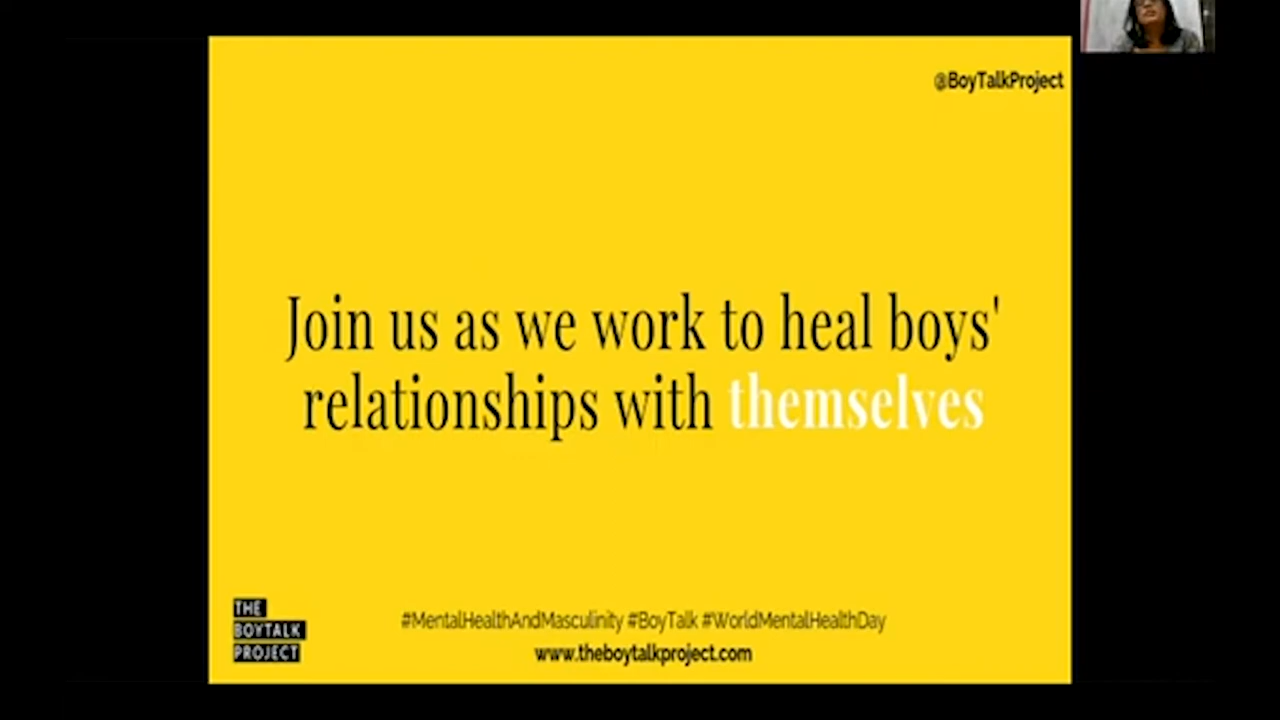 @BoyTalkProject
Join us as we work to heal boys'
relationships with themselves
#MentalHealthAndMasculinity #BoyTalk #WorldMentalHealthDay
www.theboytalkproject.com
THE
BOYTALK
PROJECT